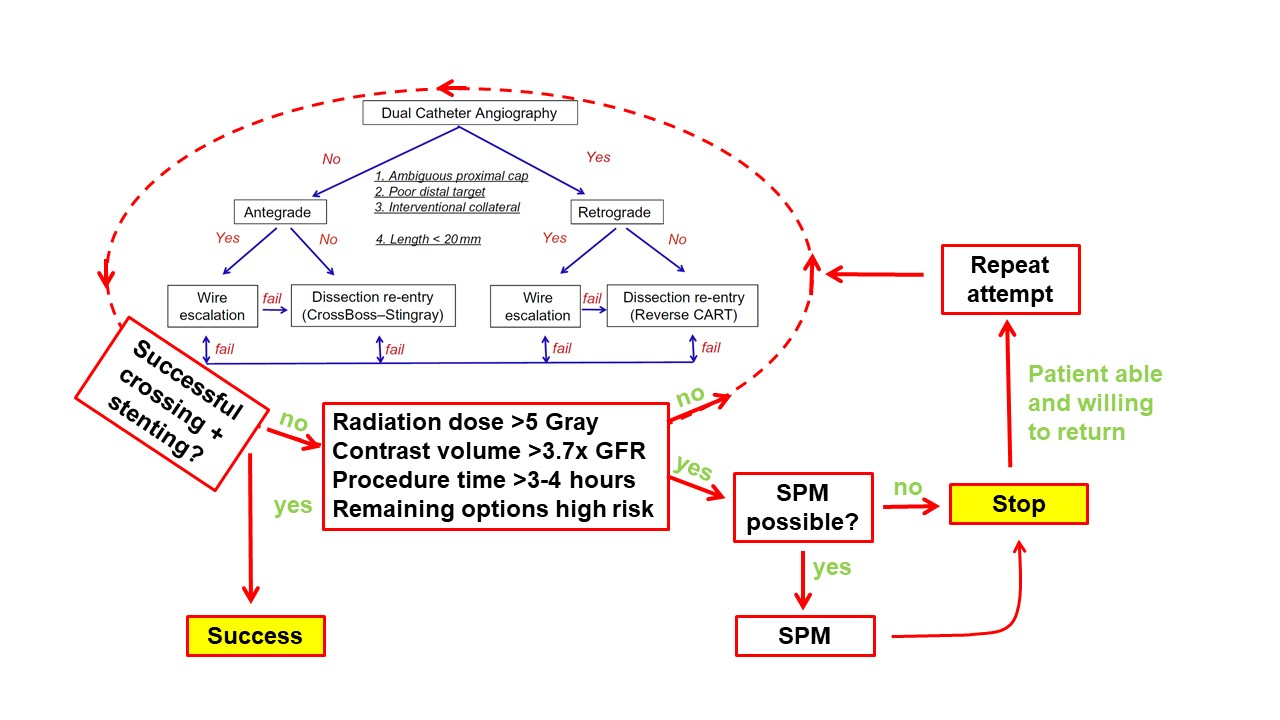 Dual Catheter Angiography
No
Yes
1. Ambiguous proximal cap
2. Poor distal target
3. Interventional collateral
4. Length < 20 mm
Antegrade
Retrograde
Yes
No
Yes
No
Wire
escalation
fail
Dissection re-entry
(CrossBoss–Stingray)
Wire
escalation
fail
Dissection re-entry
(Reverse CART)
fail
fail
fail
fail
Successful
crossing +
stenting?
no
yes
Success
Radiation dose >5 Gray
Contrast volume >3.7x GFR
Procedure time >3-4 hours
Remaining options high risk
no
yes
SPM
possible?
no
yes
SPM
Stop
Patient able
and willing
to return
Repeat
attempt